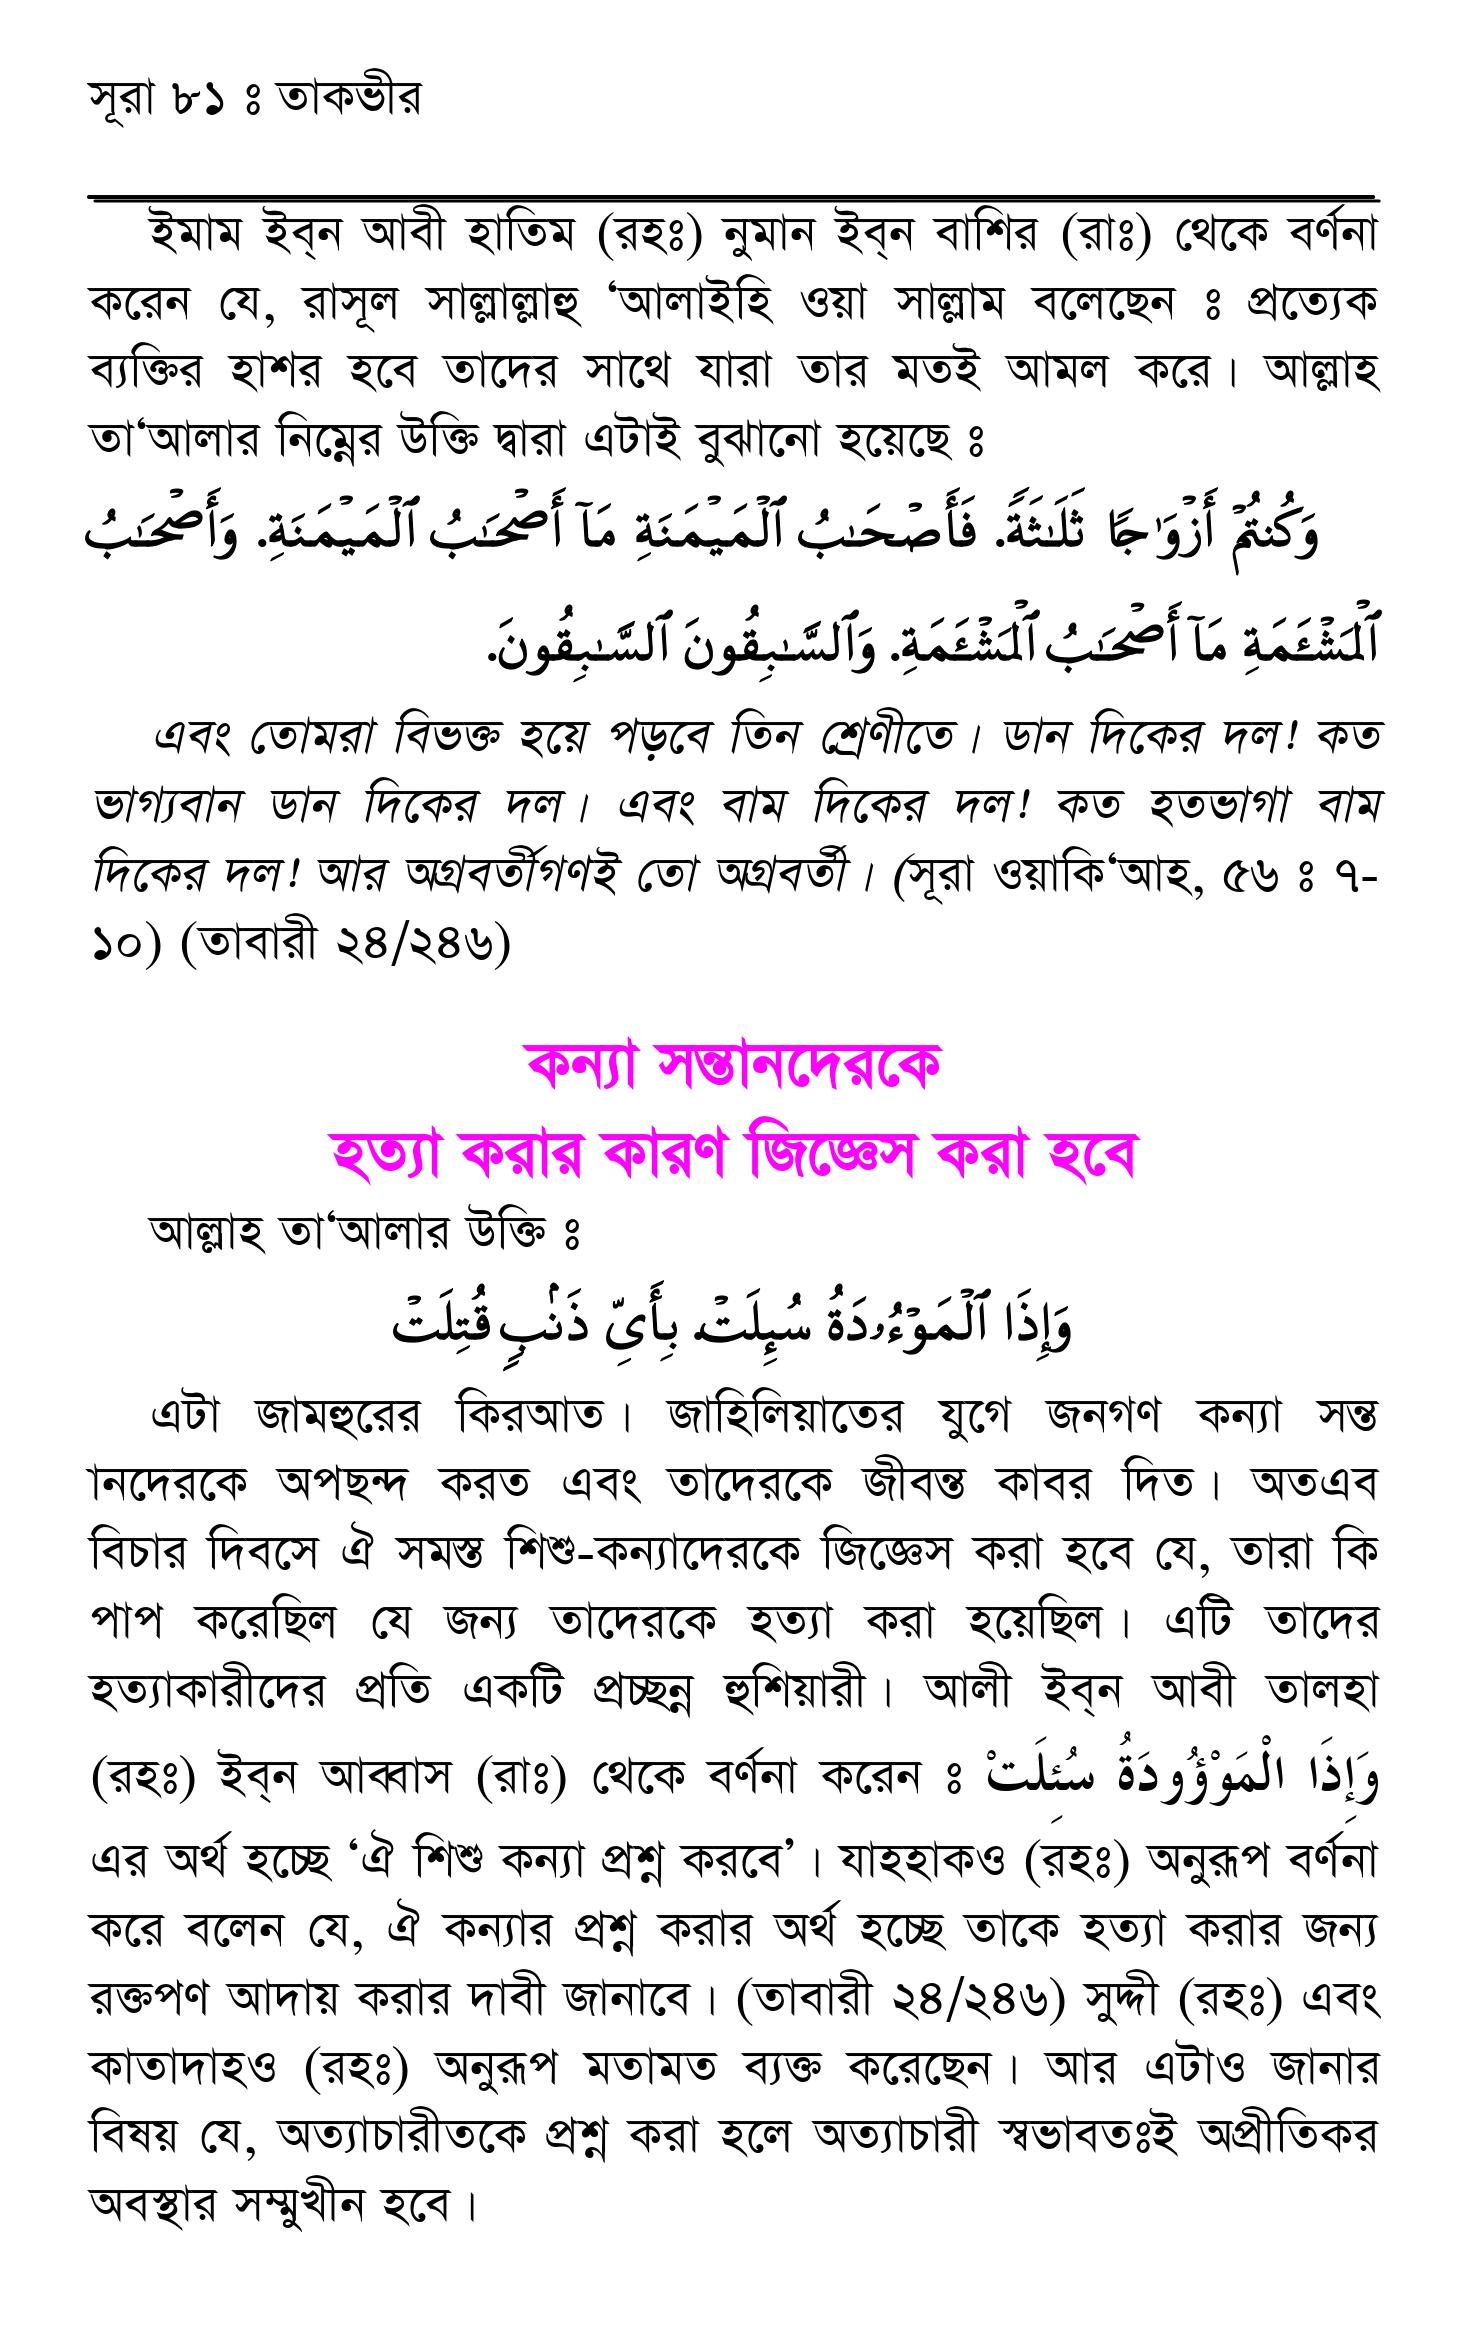 সূরা ৮১ ঃ তাকভীর
ইমাম ইব্‌ন আবী হাতিম (রহঃ) নুমান ইব্‌ন বাশির (রাঃ) থেকে বর্ণনা
করেন যে, রাসূল সাল্লাল্লাহু ‘আলাইহি ওয়া সাল্লাম বলেছেন ঃ প্রত্যেক
ব্যক্তির হাশর হবে তাদের সাথে যারা তার মতই আমল করে। আল্লাহ
তা‘আলার নিম্নের উক্তি দ্বারা এটাই বুঝানো হয়েছে ঃ
وَكُنتُمْ أَزْوَٰجًا ثَلَـٰثَةً. فَأَصْحَـٰبُ ٱلْمَيْمَنَةِ مَآ أَصْحَـٰبُ ٱلْمَيْمَنَةِ. وَأَصْحَـٰبُ
ٱلْمَشْـَٔمَةِ مَآ أَصْحَـٰبُ ٱلْمَشْـَٔمَةِ. وَٱلسَّـٰبِقُونَ ٱلسَّـٰبِقُونَ.
এবং তোমরা বিভক্ত হয়ে পড়বে তিন শ্রেণীতে। ডান দিকের দল! কত
ভাগ্যবান ডান দিকের দল। এবং বাম দিকের দল! কত হতভাগা বাম
দিকের দল! আর অগ্রবর্তীগণই তো অগ্রবর্তী। (সূরা ওয়াকি‘আহ, ৫৬ ঃ ৭-
১০) (তাবারী ২৪/২৪৬)
কন্যা সন্তানদেরকে
হত্যা করার কারণ জিজ্ঞেস করা হবে
আল্লাহ তা‘আলার উক্তি ঃ
وَإِذَا ٱلْمَوْءُۥدَةُ سُئِلَتْ. بِأَىِّ ذَنۢبٍ قُتِلَتْ
এটা জামহুরের কিরআত। জাহিলিয়াতের যুগে জনগণ কন্যা সন্ত
ানদেরকে অপছন্দ করত এবং তাদেরকে জীবন্ত কাবর দিত। অতএব
বিচার দিবসে ঐ সমস্ত শিশু-কন্যাদেরকে জিজ্ঞেস করা হবে যে, তারা কি
পাপ করেছিল যে জন্য তাদেরকে হত্যা করা হয়েছিল। এটি তাদের
হত্যাকারীদের প্রতি একটি প্রচ্ছন্ন হুশিয়ারী। আলী ইব্‌ন আবী তালহা
(রহঃ) ইব্‌ন আব্বাস (রাঃ) থেকে বর্ণনা করেন ঃ وَإِذَا الْمَوْؤُودَةُ سُئِلَتْ
এর অর্থ হচ্ছে ‘ঐ শিশু কন্যা প্রশ্ন করবে’। যাহহাকও (রহঃ) অনুরূপ বর্ণনা
করে বলেন যে, ঐ কন্যার প্রশ্ন করার অর্থ হচ্ছে তাকে হত্যা করার জন্য
রক্তপণ আদায় করার দাবী জানাবে। (তাবারী ২৪/২৪৬) সুদ্দী (রহঃ) এবং
কাতাদাহও (রহঃ) অনুরূপ মতামত ব্যক্ত করেছেন। আর এটাও জানার
বিষয় যে, অত্যাচারীতকে প্রশ্ন করা হলে অত্যাচারী স্বভাবতঃই অপ্রীতিকর
অবস্থার সম্মুখীন হবে।